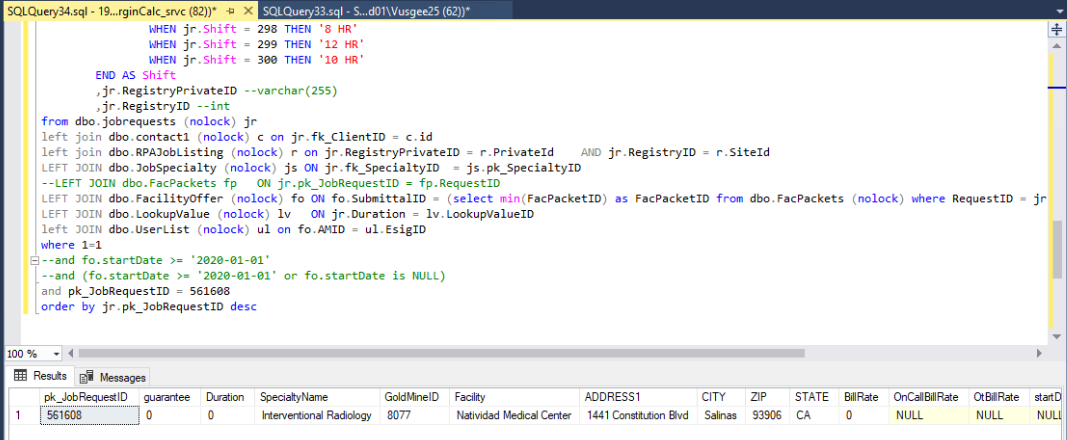 SQLQuery34.sql - 19...rginCalc_srvc (82))* SQLQuery33.sql - S...d01\Vusgee25 (62))*
WHEN jr.Shift = 298 THEN '8 HR'
WHEN jr.Shift = 299 THEN '12 HR'
WHEN jr.Shift = 300 THEN '10 HR'
END AS Shift
,jr.RegistryPrivateID --varchar(255)
,jr.RegistryID --int
from dbo.jobrequests (nolock) jr
left join dbo.contact1 (nolock) c on jr.fk_ClientID = c.id
left join dbo.RPAJobListing (nolock) r on jr.RegistryPrivateID = r.PrivateId AND jr.RegistryID = r.SiteId
LEFT JOIN dbo.JobSpecialty (nolock) js ON jr.fk_SpecialtyID = js.pk_SpecialtyID
--LEFT JOIN dbo.FacPackets fp ON jr.pk_JobRequestID = fp.RequestID
LEFT JOIN dbo.FacilityOffer (nolock) fo ON fo.SubmittalID = (select min(FacPacketID) as FacPacketID from dbo.FacPackets (nolock) where RequestID = jr
LEFT JOIN dbo.LookupValue (nolock) lv ON jr.Duration = lv.LookupValueID
left JOIN dbo.UserList (nolock) ul on fo.AMID = ul.EsigID
where 1=1
--and fo.startDate >= '2020-01-01'
--and (fo.startDate >= '2020-01-01' or fo.startDate is NULL)
and pk_JobRequestID = 561608
order by jr.pk_JobRequestID desc
100 %
Results Messages
pk_JobRequestID guarantee Duration SpecialtyName GoldMineID Facility ADDRESS1 CITY ZIP STATE BillRate OnCallBillRate OtBillRate startD
1 561608 0 0 Interventional Radiology 8077 Natividad Medical Center 1441 Constitution Blvd Salinas 93906 CA 0 NULL NULL NULL